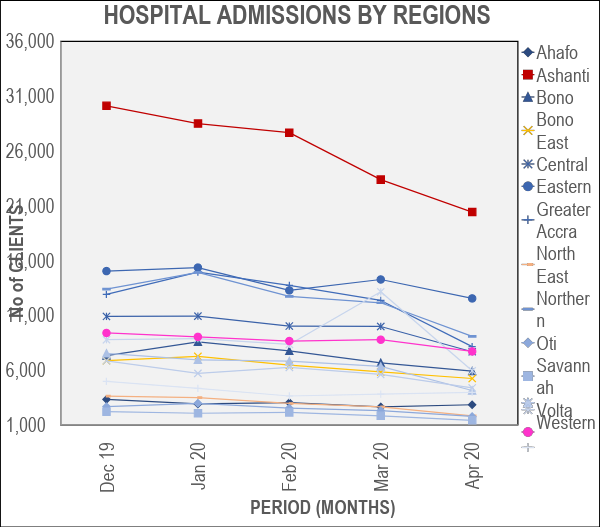 HOSPITAL ADMISSIONS BY REGIONS
36,000
31,000
26,000
21,000
16,000
11,000
6,000
1,000
No of CLIENTS
Dec 19
Jan 20
Feb 20
Mar 20
Apr 20
PERIOD (MONTHS)
Ahafo
Ashanti
Bono
Bono
East
Central
Eastern
Greater
Accra
North
East
Norther
n
Oti
Savann
ah
Volta
Western